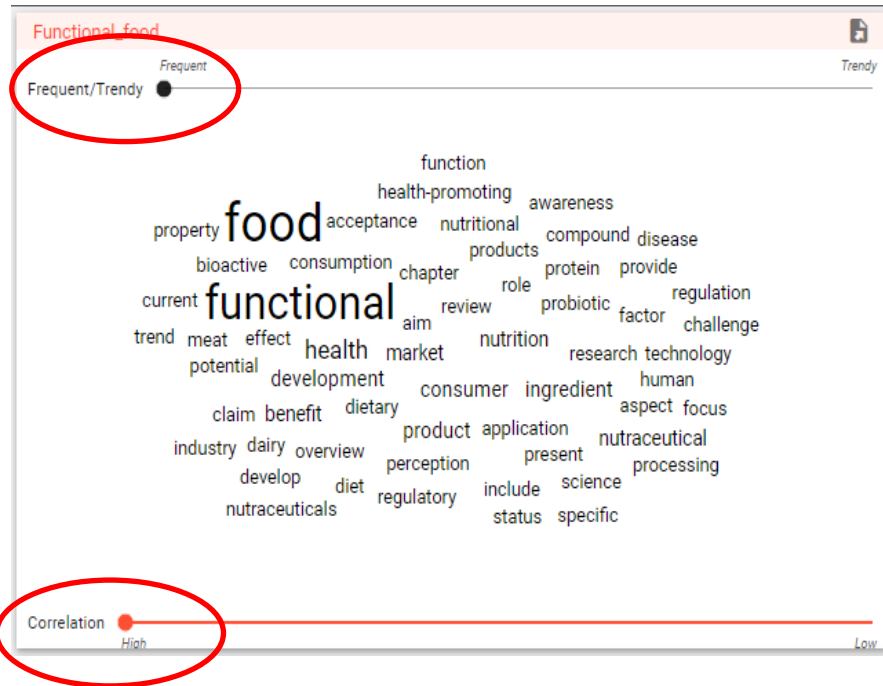 Functional_food
Frequent Trendy
Frequent/Trendy
function
health-promoting awareness
property food acceptance nutritional compound disease
products
bioactive consumption chapter protein provide
role
current functional review probiotic regulation
aim factor challenge
trend meat effect health market nutrition research technology
potential
development consumer ingredient human
claim benefit dietary aspect focus
product application nutraceutical
industry dairy overview present
perception processing
develop diet regulatory include science
nutraceuticals status specific
Correlation
High Low